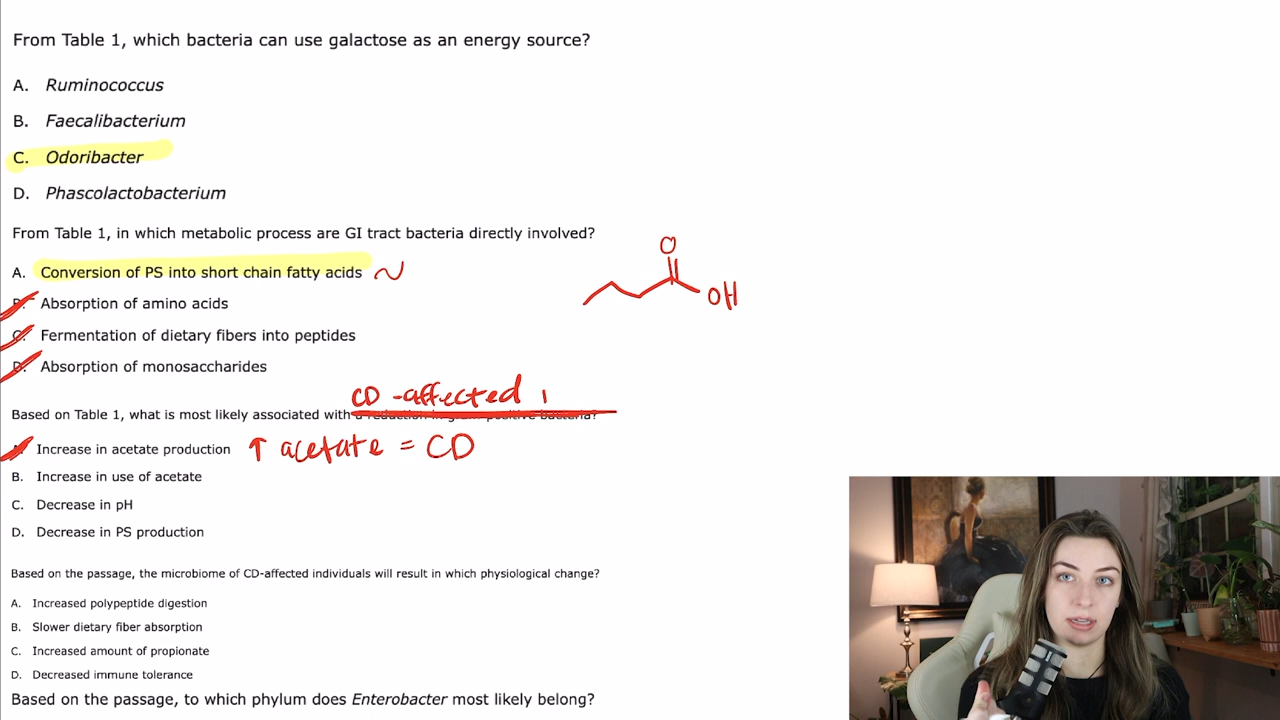 From Table 1, which bacteria can use galactose as an energy source?
A. Ruminococcus
B. Faecalibacterium
C. Odoribacter
D. Phascolactobacterium
From Table 1, in which metabolic process are GI tract bacteria directly involved?
A. Conversion of PS into short chain fatty acids
O
OH
B. Absorption of amino acids
C. Fermentation of dietary fibers into peptides
D. Absorption of monosaccharides
CD-affected
Based on Table 1, what is most likely associated with a reduction in gram-positive bacteria?
A. Increase in acetate production ↑ acetate = CD
B. Increase in use of acetate
C. Decrease in pH
D. Decrease in PS production
Based on the passage, the microbiome of CD-affected individuals will result in which physiological change?
A. Increased polypeptide digestion
B. Slower dietary fiber absorption
C. Increased amount of propionate
D. Decreased immune tolerance
Based on the passage, to which phylum does Enterobacter most likely belong?